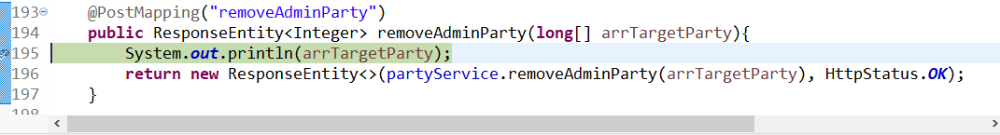 193 @PostMapping("removeAdminParty")
194 public ResponseEntity<Integer> removeAdminParty(long[] arrTargetParty){
195 System.out.println(arrTargetParty);
196 return new ResponseEntity<>(partyService.removeAdminParty(arrTargetParty), HttpStatus.OK);
197 }
198